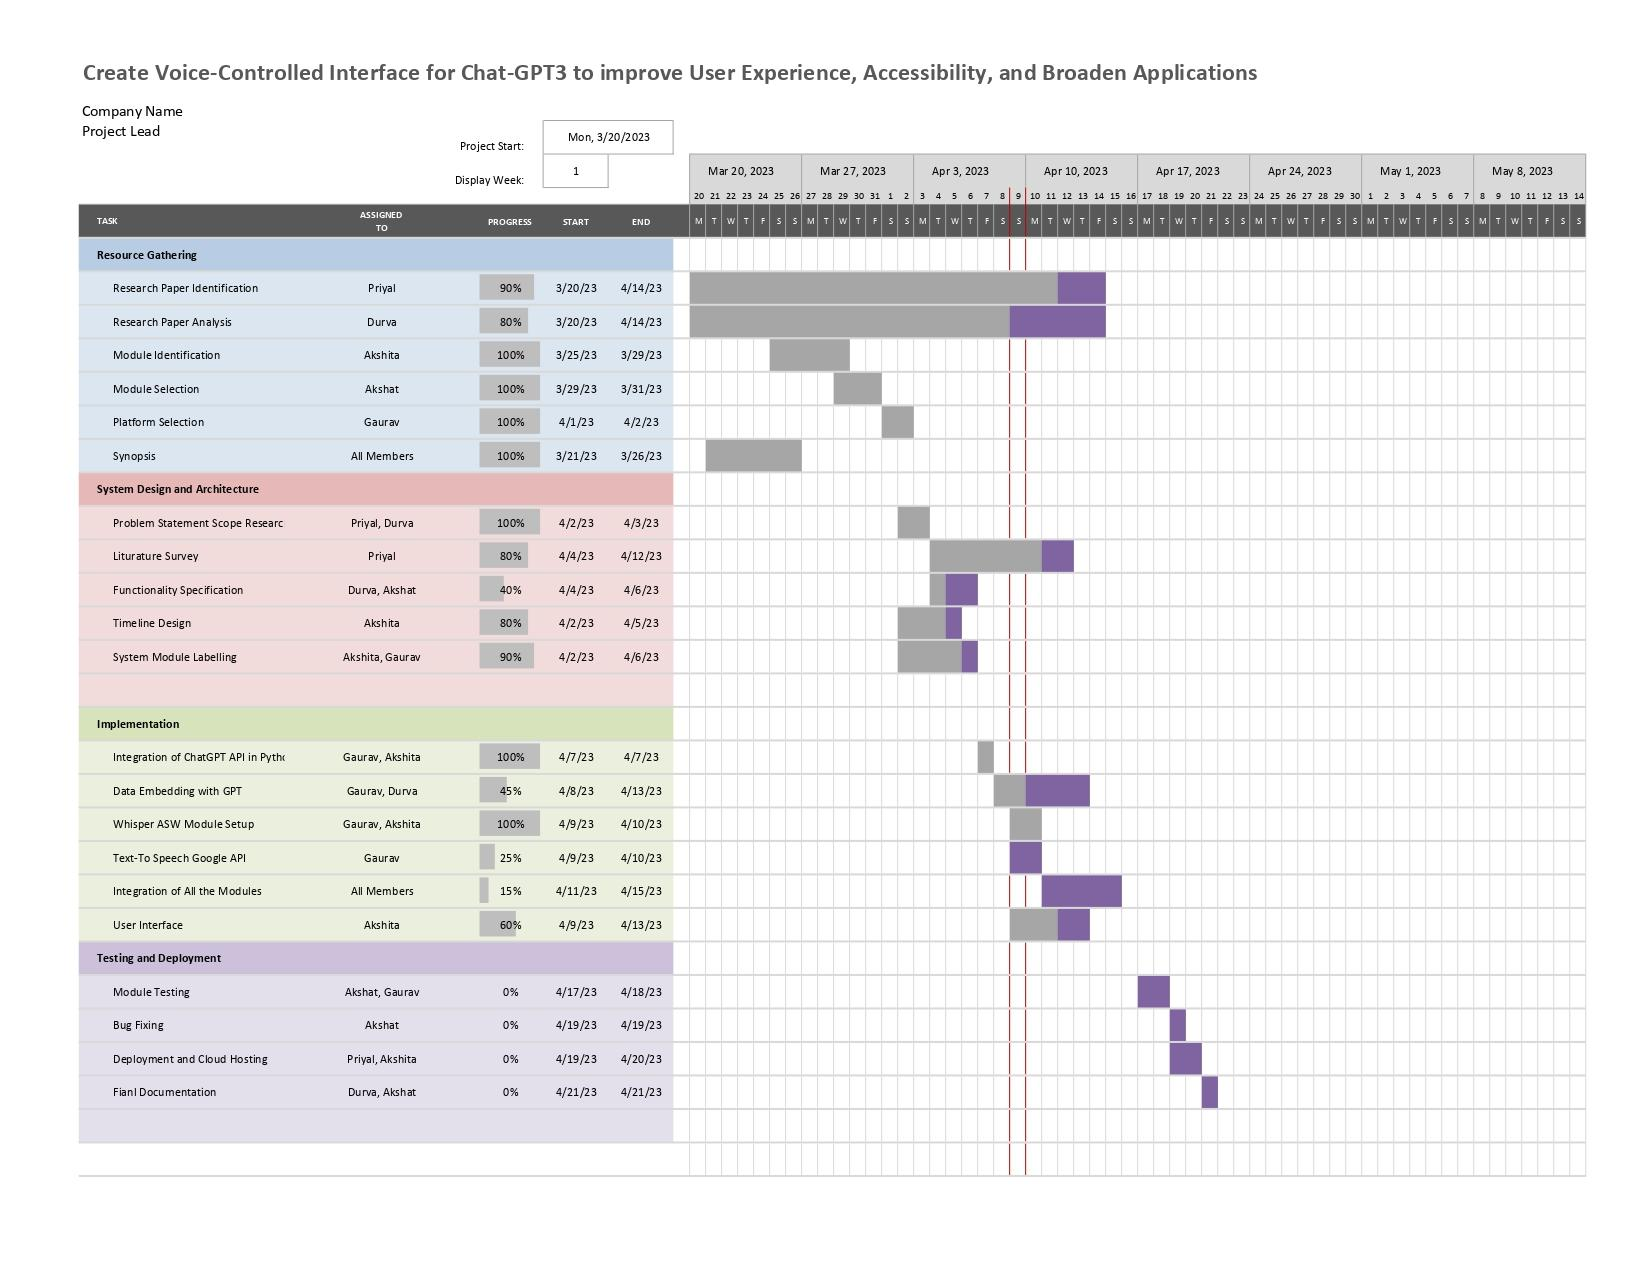 Create Voice-Controlled Interface for Chat-GPT3 to improve User Experience, Accessibility, and Broaden Applications
Company Name
Project Lead
Project Start: Mon, 3/20/2023
Display Week: 1
Mar 20, 2023 Mar 27, 2023 Apr 3, 2023 Apr 10, 2023 Apr 17, 2023 Apr 24, 2023 May 1, 2023 May 8, 2023
20 21 22 23 24 25 26 27 28 29 30 31 1 2 3 4 5 6 7 8 9 10 11 12 13 14 15 16 17 18 19 20 21 22 23 24 25 26 27 28 29 30 1 2 3 4 5 6 7 8 9 10 11 12 13 14
TASK ASSIGNED TO PROGRESS START END M T W T F S S M T W T F S S M T W T F S S M T W T F S S M T W T F S S M T W T F S S M T W T F S S M T W T F S S
Resource Gathering
Research Paper Identification Priyal 90% 3/20/23 4/14/23
Research Paper Analysis Durva 80% 3/20/23 4/14/23
Module Identification Akshita 100% 3/25/23 3/29/23
Module Selection Akshat 100% 3/29/23 3/31/23
Platform Selection Gaurav 100% 4/1/23 4/2/23
Synopsis All Members 100% 3/21/23 3/26/23
System Design and Architecture
Problem Statement Scope Researc Priyal, Durva 100% 4/2/23 4/3/23
Liturature Survey Priyal 80% 4/4/23 4/12/23
Functionality Specification Durva, Akshat 40% 4/4/23 4/6/23
Timeline Design Akshita 80% 4/2/23 4/5/23
System Module Labelling Akshita, Gaurav 90% 4/2/23 4/6/23
Implementation
Integration of ChatGPT API in Pytho Gaurav, Akshita 100% 4/7/23 4/7/23
Data Embedding with GPT Gaurav, Durva 45% 4/8/23 4/13/23
Whisper ASW Module Setup Gaurav, Akshita 100% 4/9/23 4/10/23
Text-To Speech Google API Gaurav 25% 4/9/23 4/10/23
Integration of All the Modules All Members 15% 4/11/23 4/15/23
User Interface Akshita 60% 4/9/23 4/13/23
Testing and Deployment
Module Testing Akshat, Gaurav 0% 4/17/23 4/18/23
Bug Fixing Akshat 0% 4/19/23 4/19/23
Deployment and Cloud Hosting Priyal, Akshita 0% 4/19/23 4/20/23
Fianl Documentation Durva, Akshat 0% 4/21/23 4/21/23